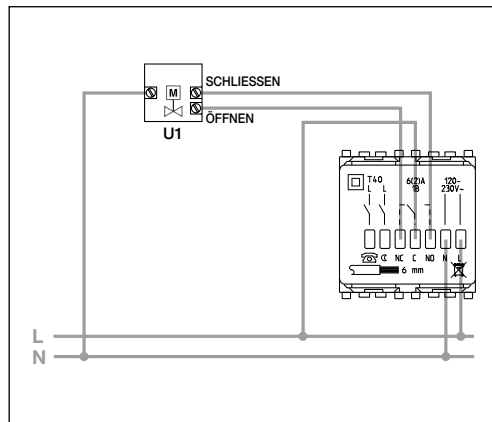 SCHLIESSEN
M
ÖFFNEN
U1
T40 6(2)A 120-
L L 1B 230V~
NC C NO N L
6 mm
L
N